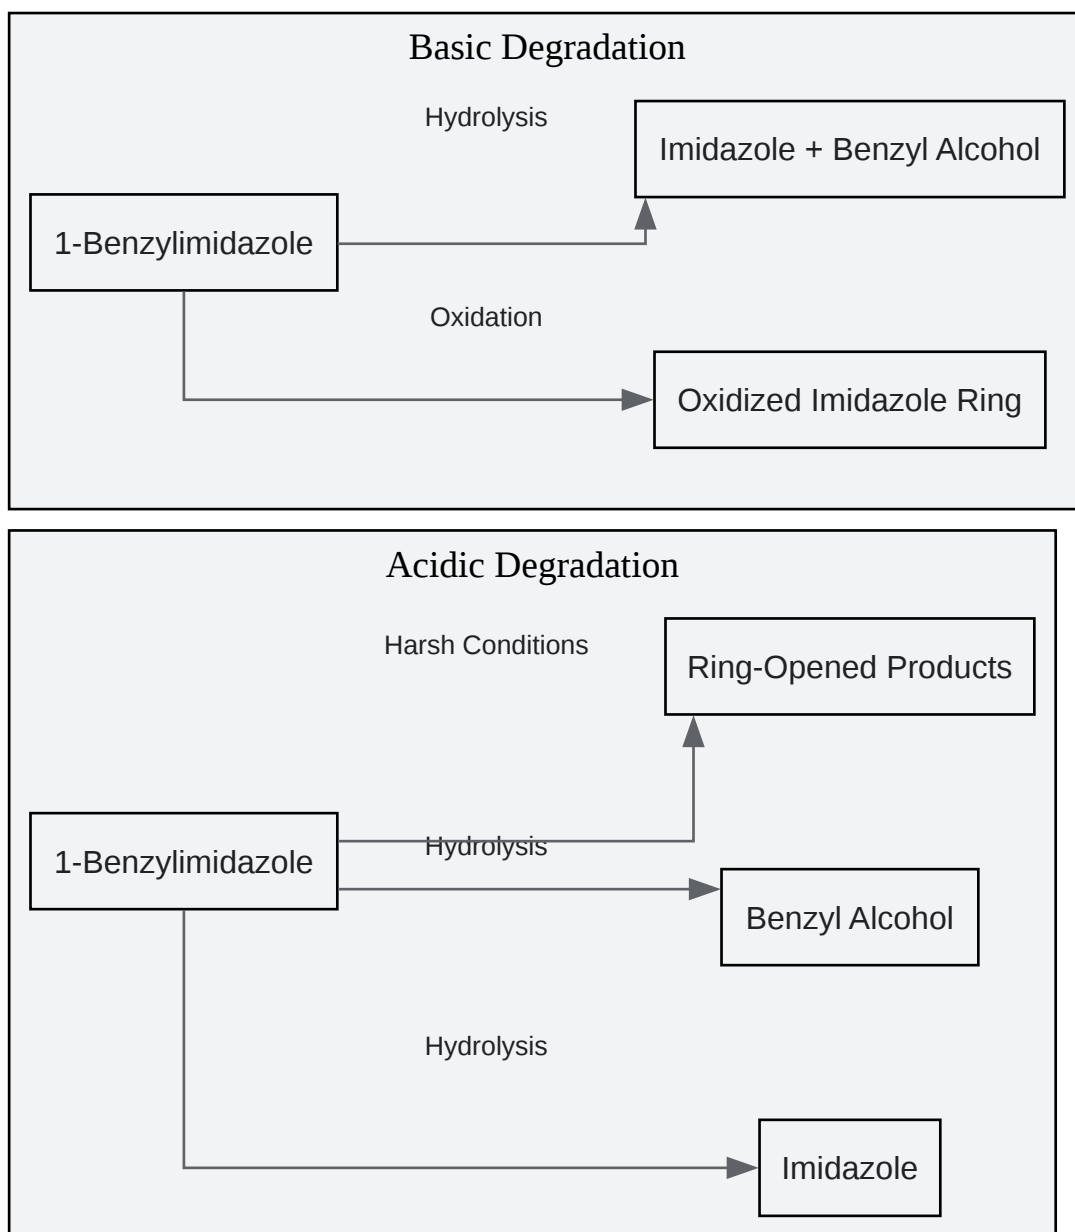 Basic Degradation
Hydrolysis
Imidazole + Benzyl Alcohol
1-Benzylimidazole
Oxidation
Oxidized Imidazole Ring
Acidic Degradation
Harsh Conditions
Ring-Opened Products
1-Benzylimidazole
Hydrolysis
Benzyl Alcohol
Hydrolysis
Imidazole